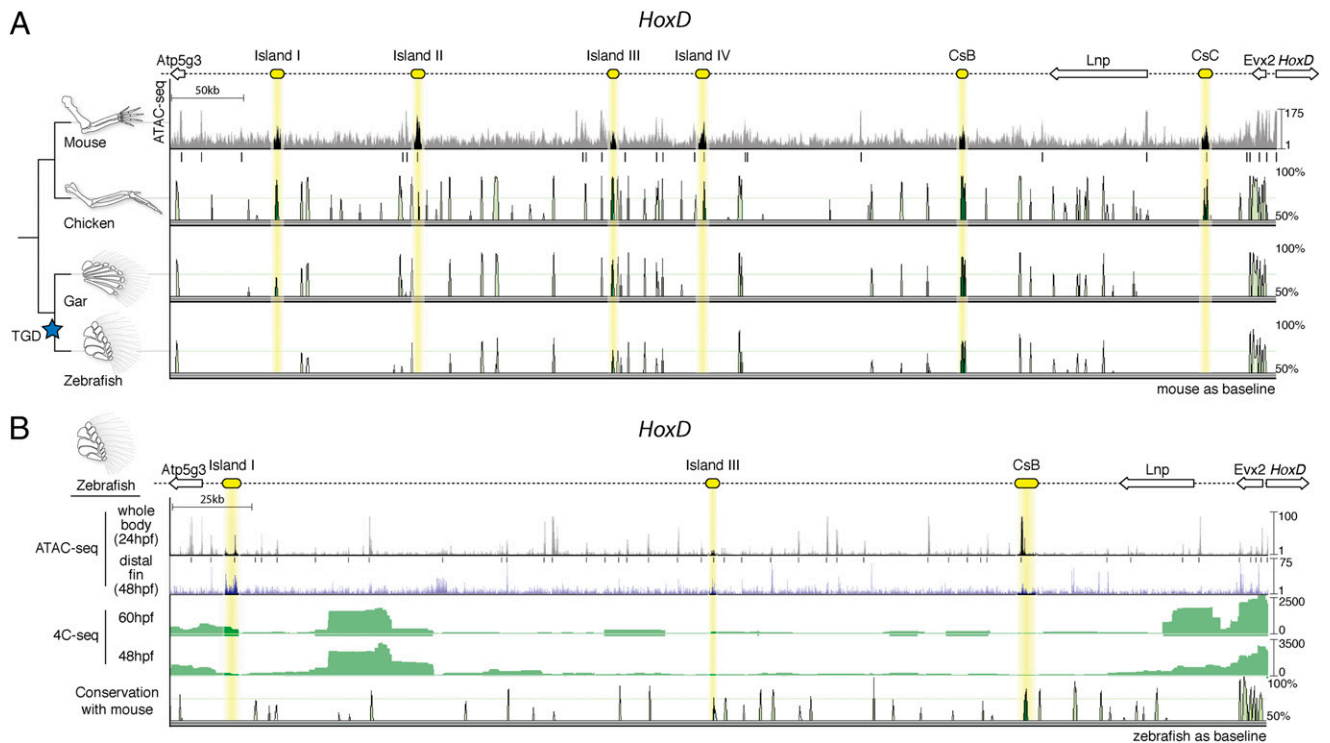 A
HoxD
Atp5g3 Island I Island II Island III Island IV CsB Lnp CsC Evx2 HoxD
50kb
ATAC-seq
175
1
Mouse
100%
50%
Chicken
100%
50%
Gar
TGD
100%
50%
Zebrafish
mouse as baseline
B
HoxD
Zebrafish
Atp5g3 Island I Island III CsB Lnp Evx2 HoxD
25kb
ATAC-seq
whole
body
(24hpf)
100
1
distal
fin
(48hpf)
75
1
4C-seq
60hpf
2500
0
48hpf
3500
0
Conservation
with mouse
100%
50%
zebrafish as baseline